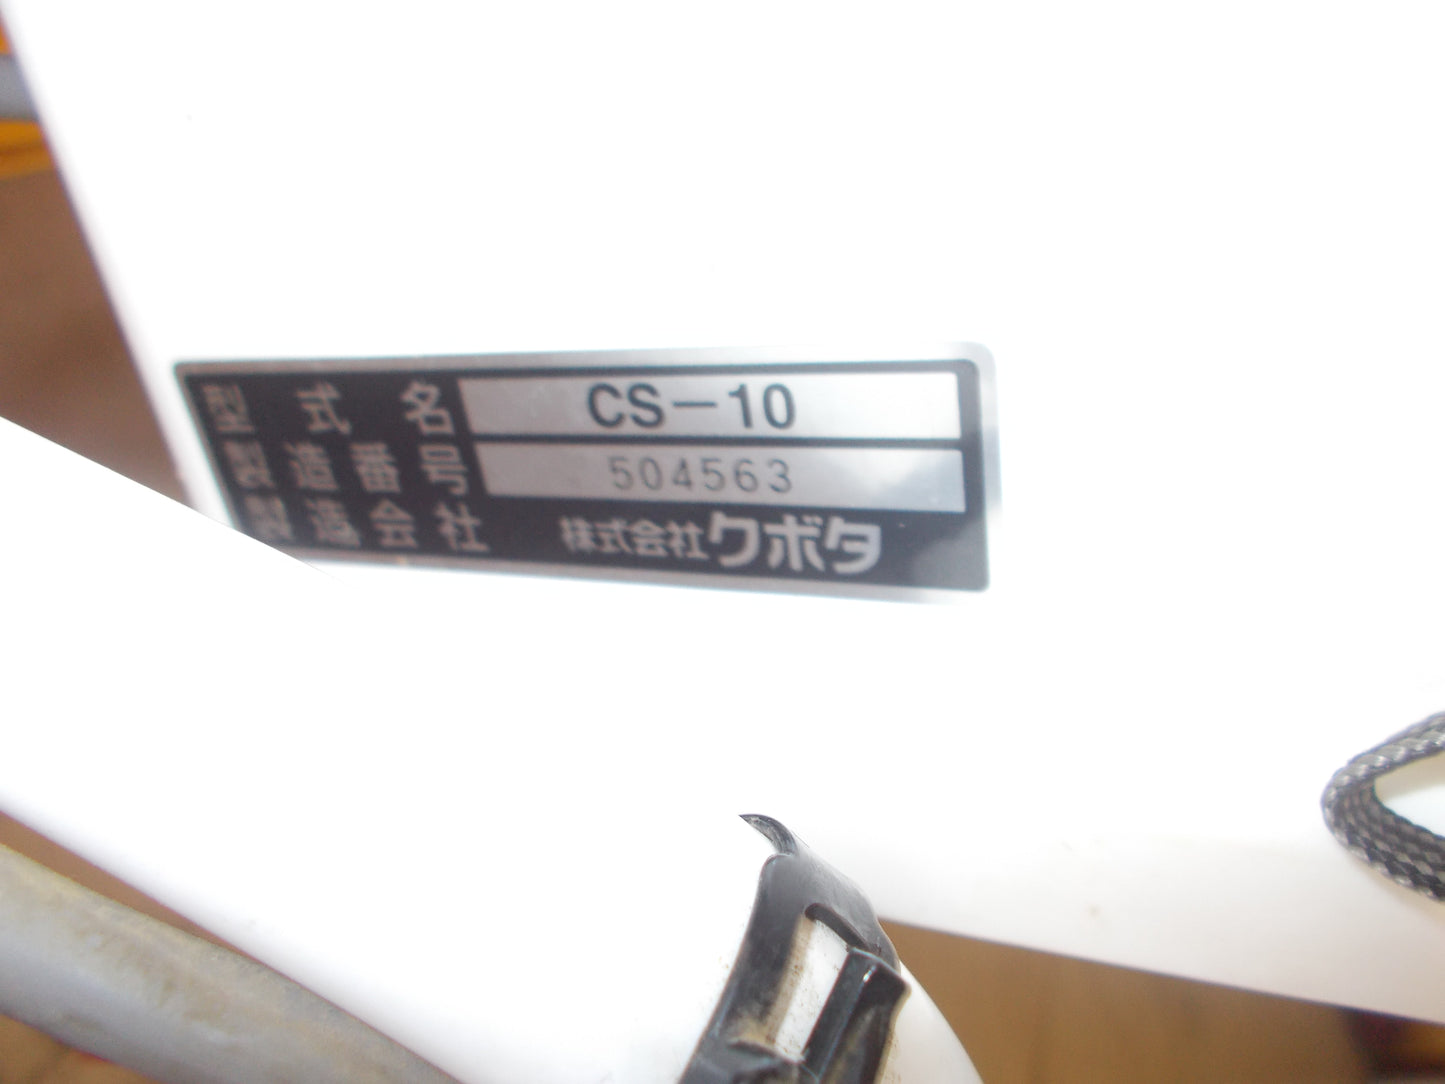 型式名 CS-10
製造番号 504563
製造会社 株式会社クボタ